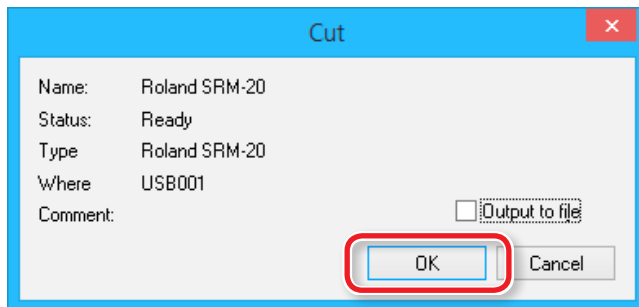 Cut
Name: Roland SRM-20
Status: Ready
Type Roland SRM-20
Where USB001
Comment:
Output to file
OK Cancel